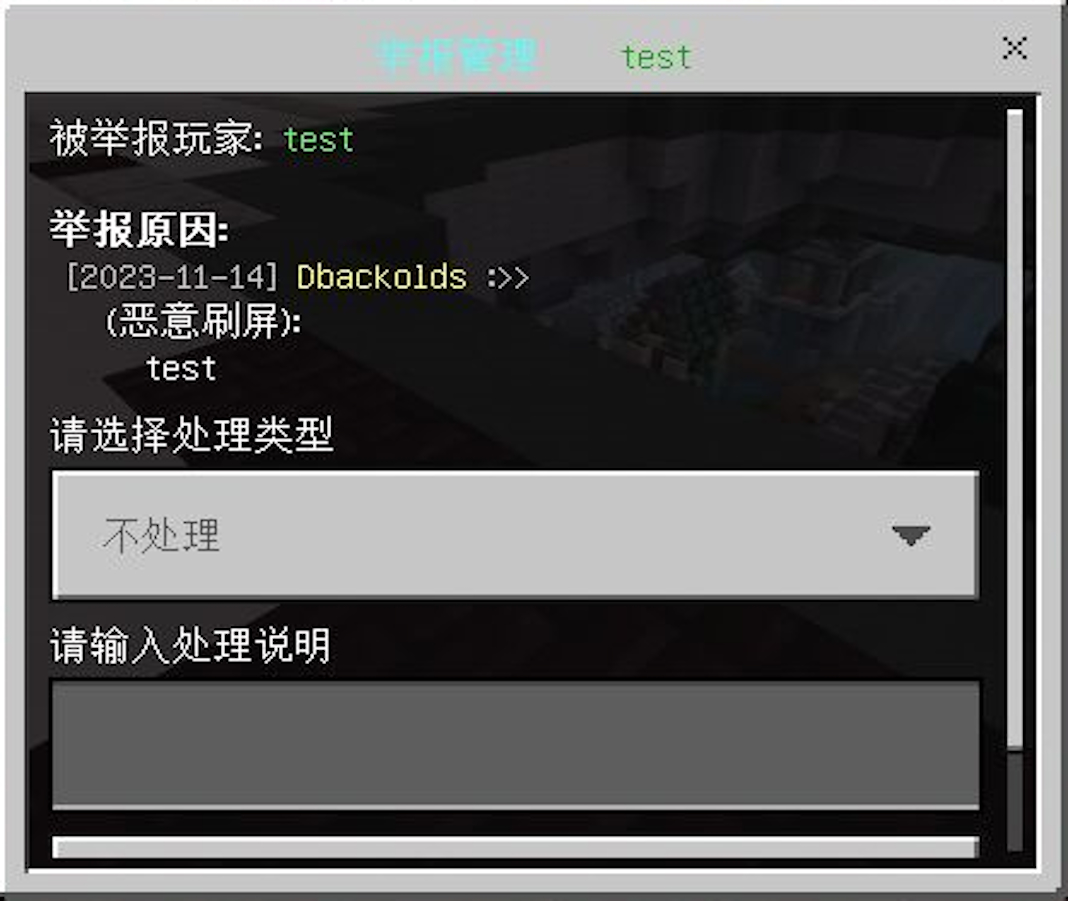 举报管理 test
被举报玩家: test
举报原因:
[2023-11-14] Dbackolds :>>
(恶意刷屏):
test
请选择处理类型
不处理
请输入处理说明